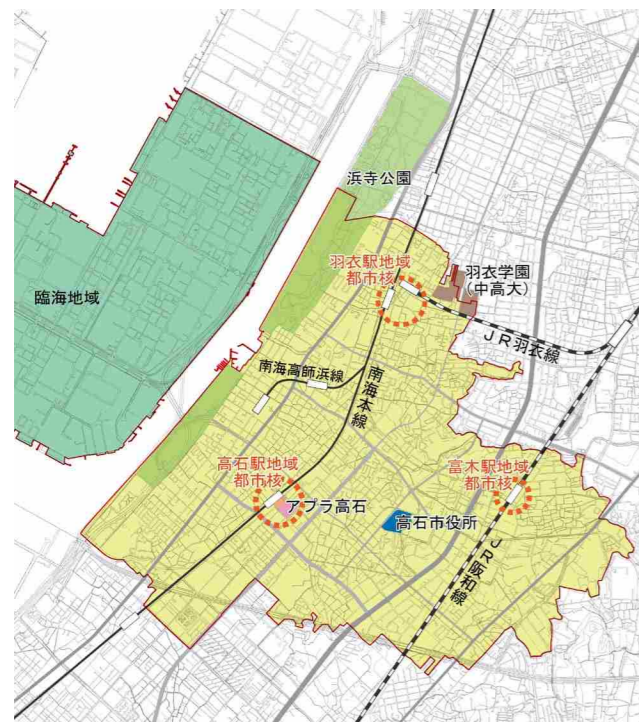 浜寺公園
羽衣駅地域
都市核
羽衣学園
（中高大）
臨海地域
JR羽衣線
南海高師浜線
南海本線
高石駅地域
都市核
アプラ高石
富木駅地域
都市核
高石市役所
JR阪和線